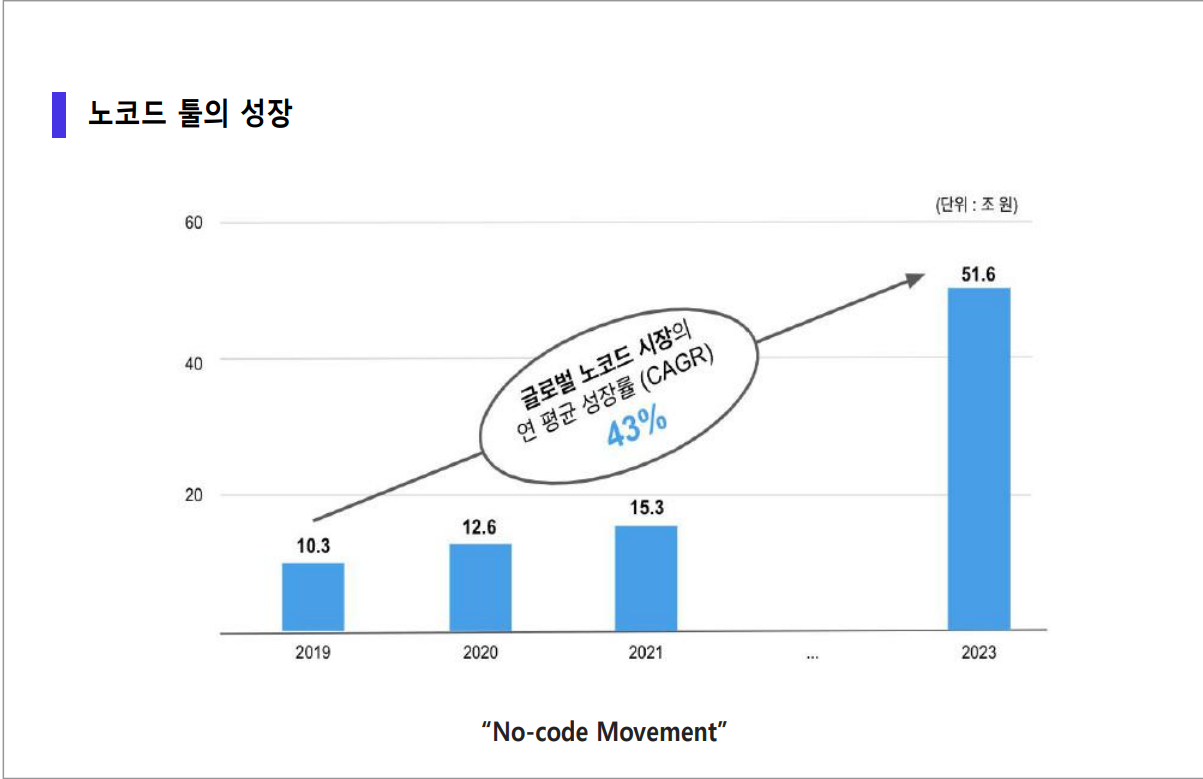 노코드 툴의 성장
(단위 : 조 원)
60
40
20
글로벌 노코드 시장의
연 평균 성장률 (CAGR)
43%
10.3
12.6
15.3
51.6
2019
2020
2021
...
2023
“No-code Movement”